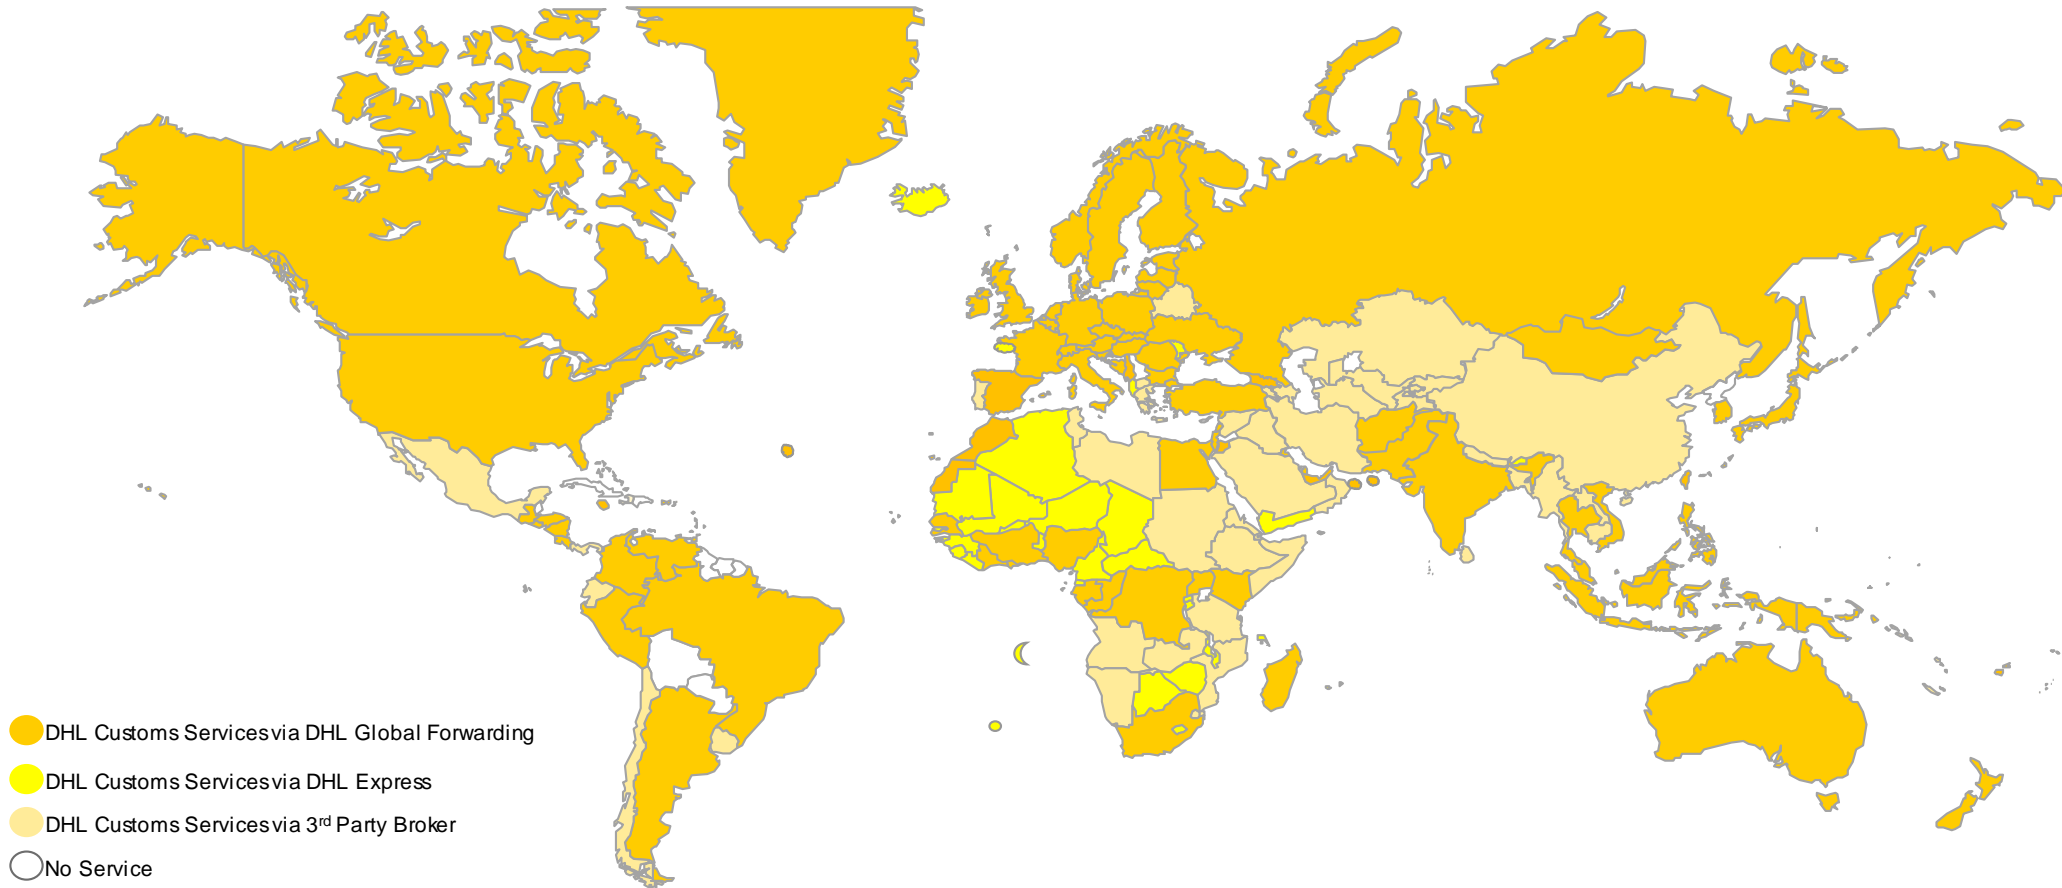 DHL Customs Services via DHL Global Forwarding
DHL Customs Services via DHL Express
DHL Customs Services via 3rd Party Broker
No Service